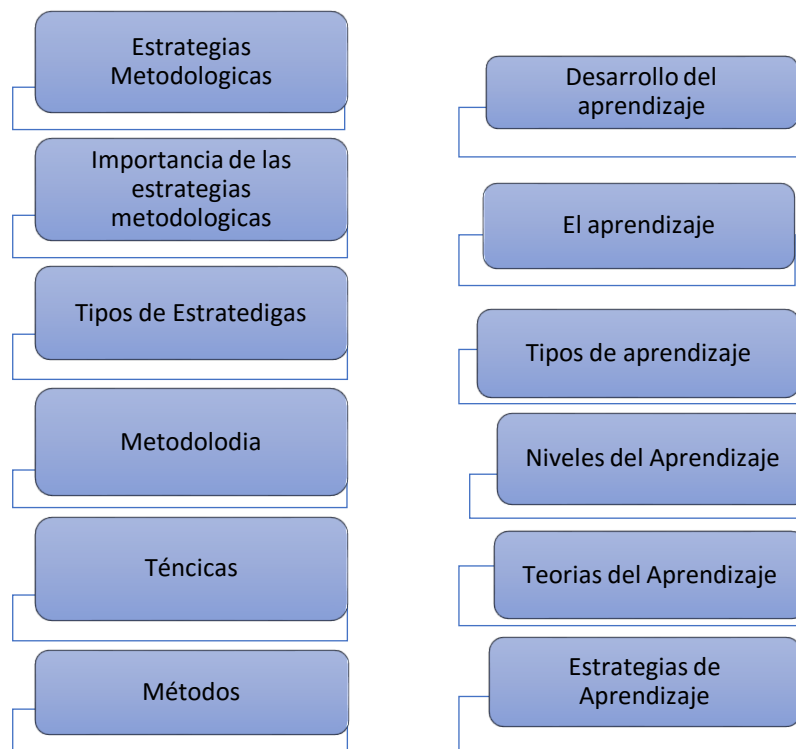 Estrategias
Metodologicas
Importancia de las
estrategias
metodologicas
Tipos de Estratedigas
Metodolodia
Téncicas
Métodos
Desarrollo del
aprendizaje
El aprendizaje
Tipos de aprendizaje
Niveles del Aprendizaje
Teorias del Aprendizaje
Estrategias de
Aprendizaje